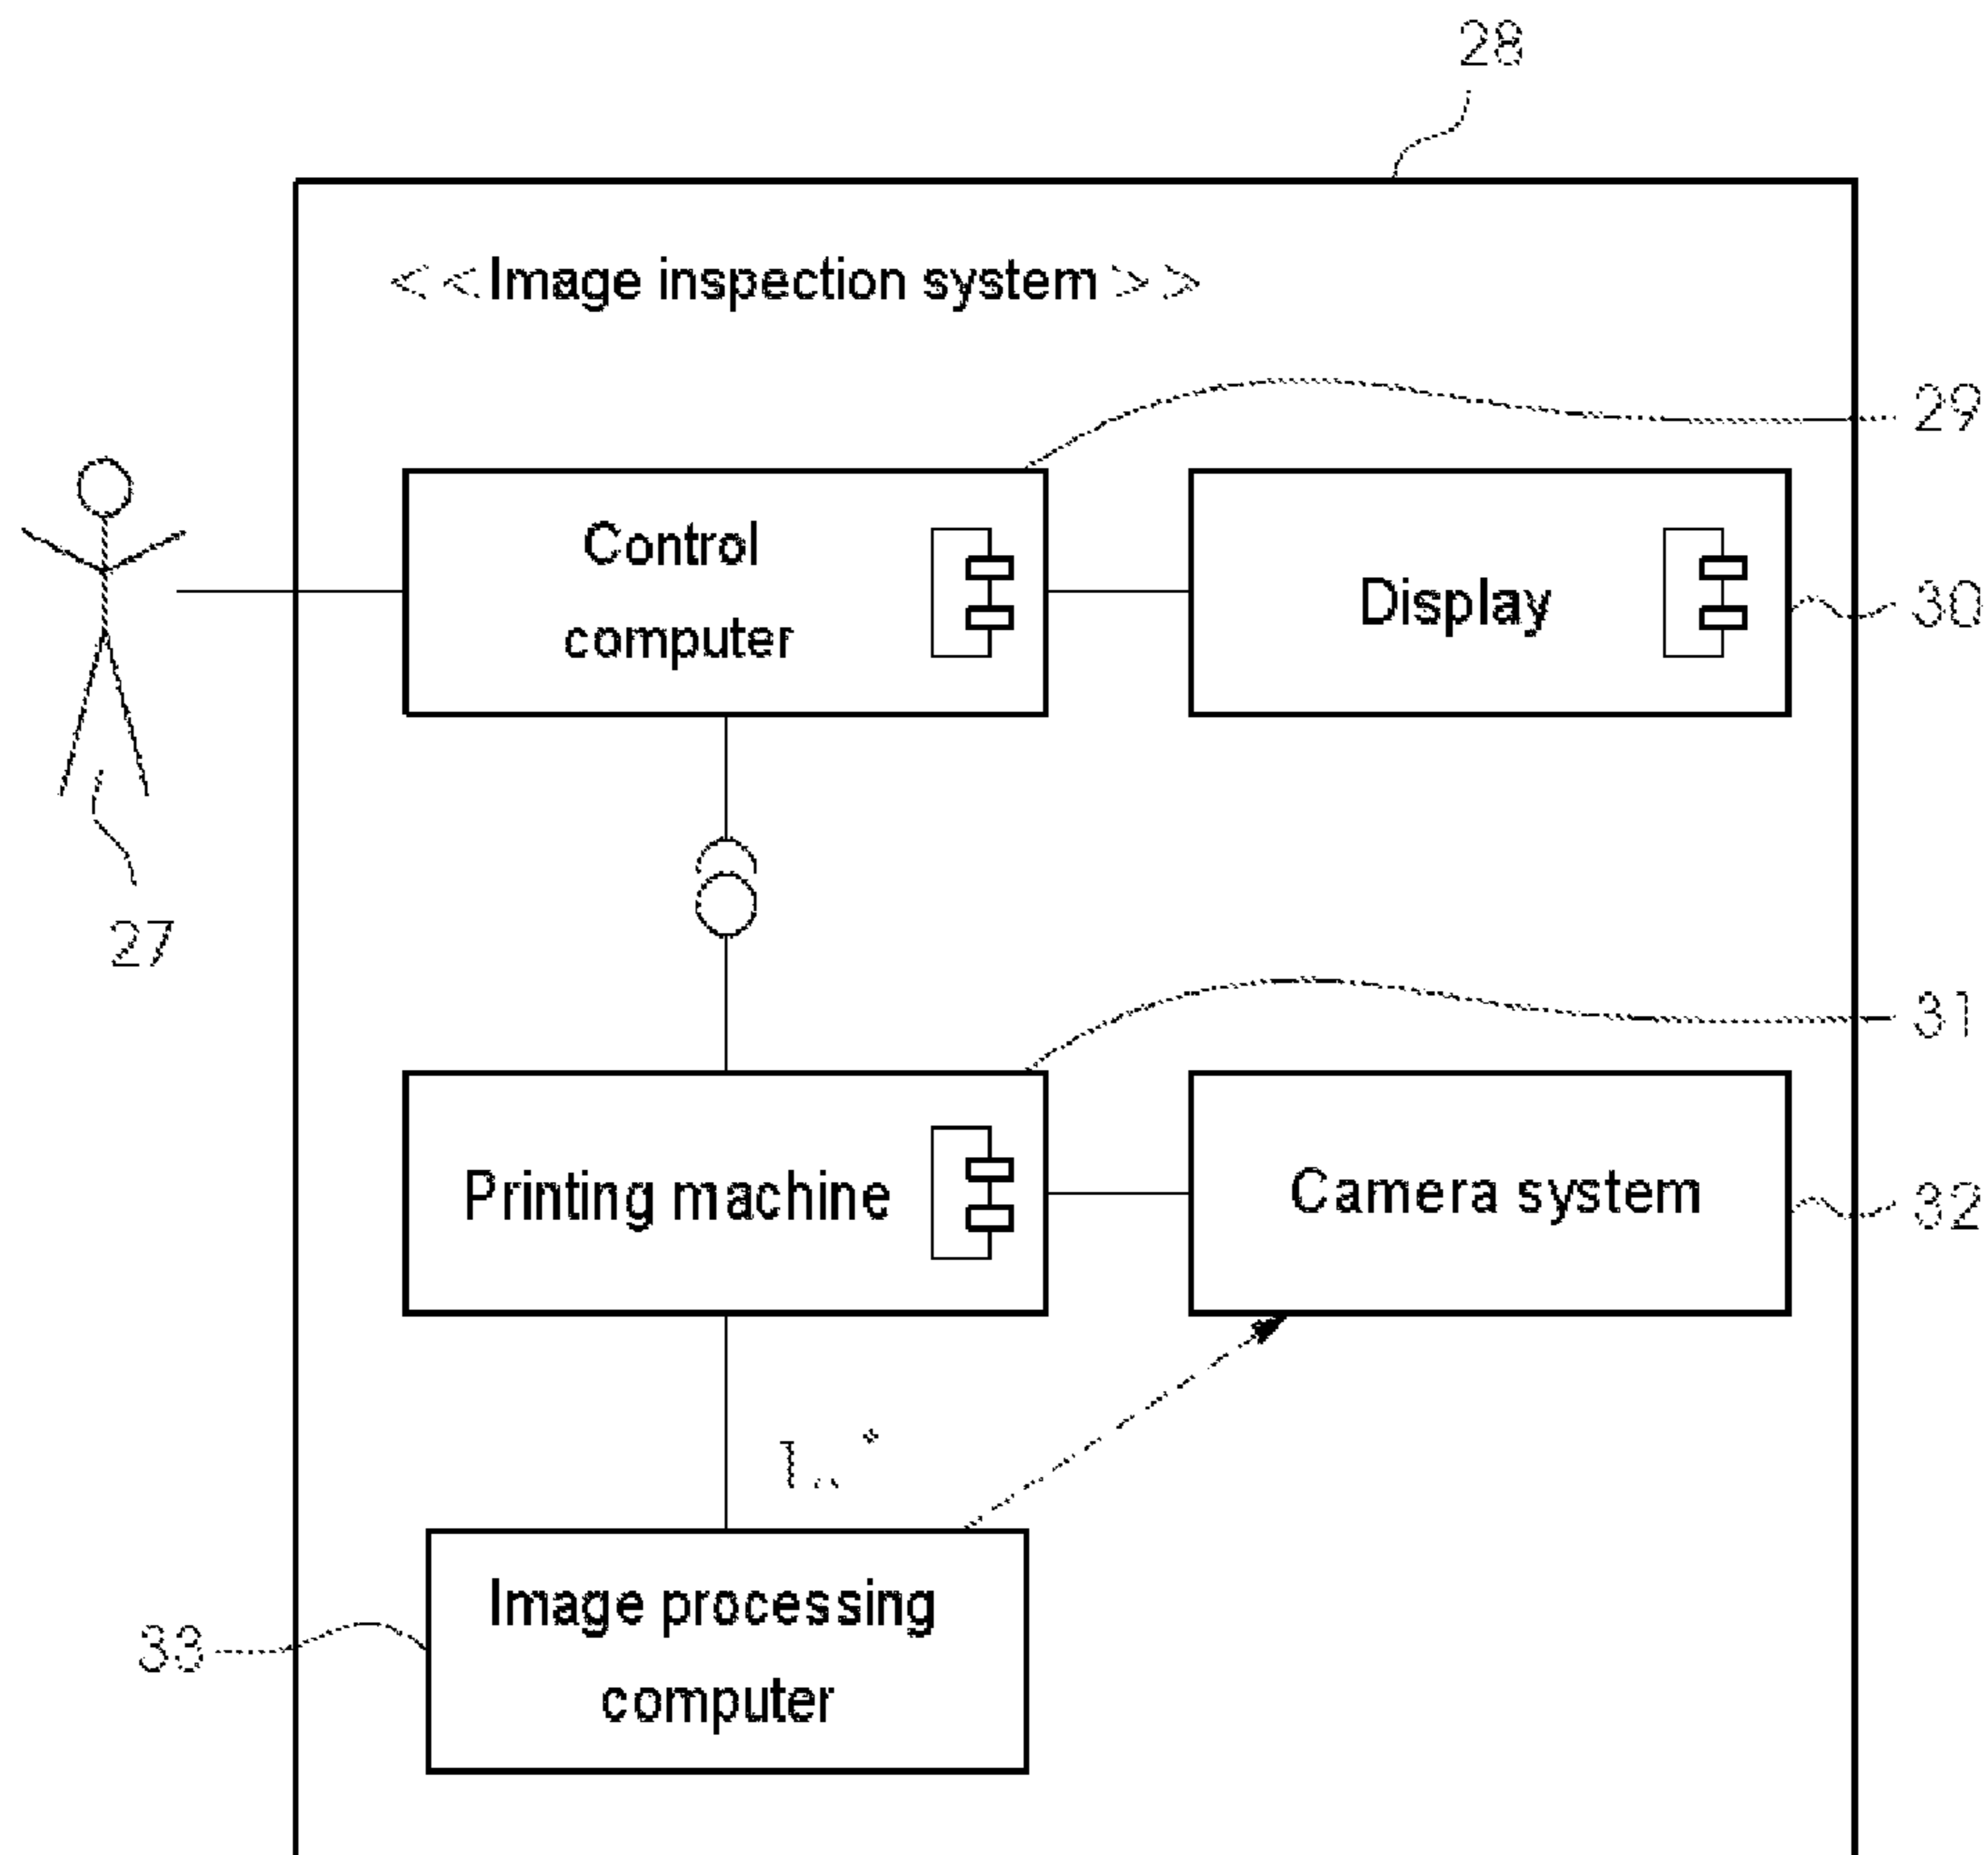 28
<<Image inspection system>>
29
Control
computer
Display
30
27
31
Printing machine
Camera system
32
1..*
Image processing
computer
33